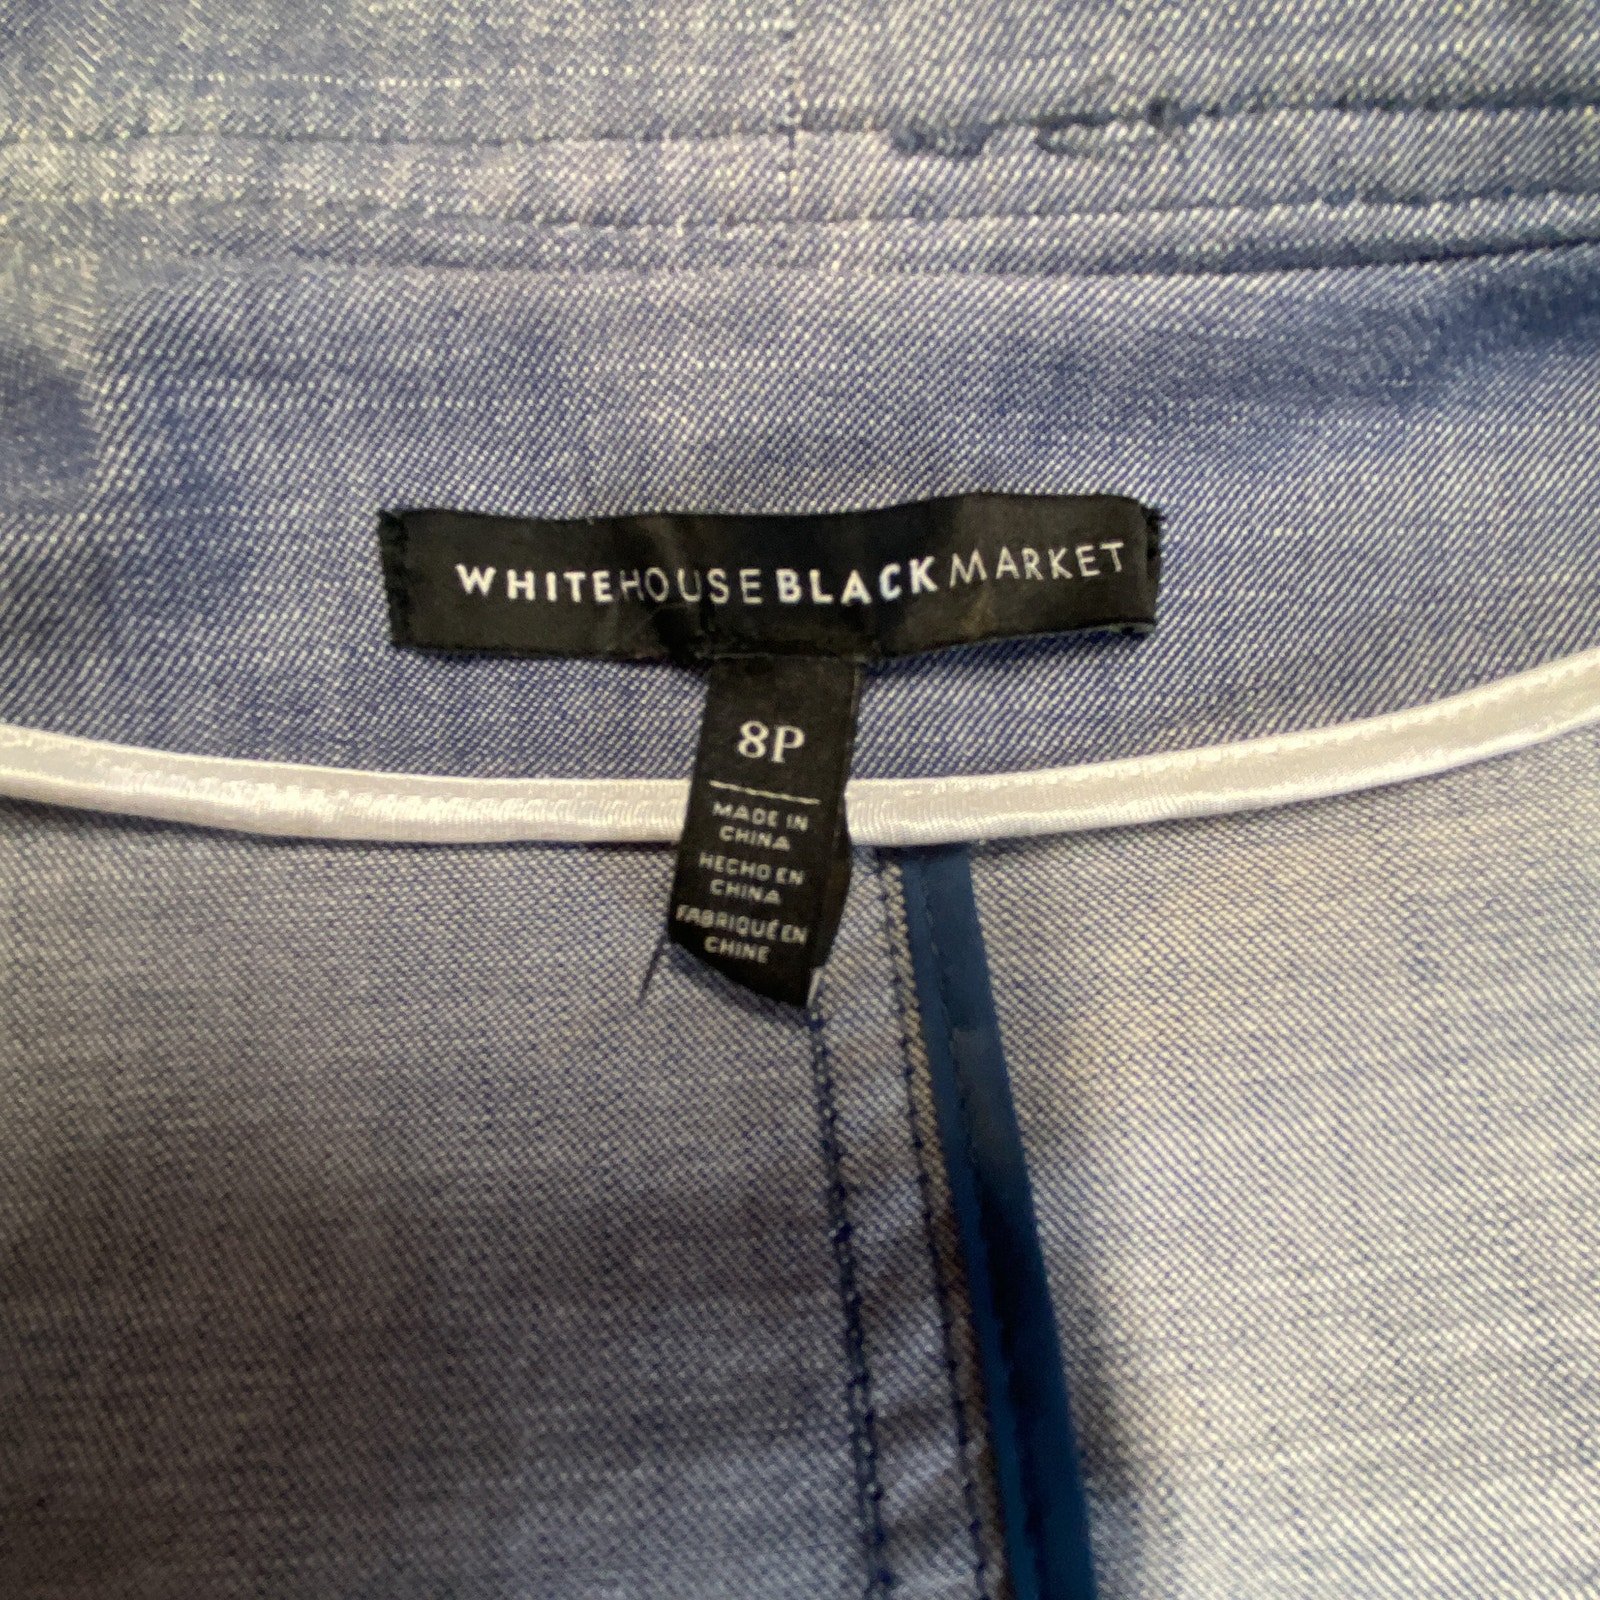 WHITEHOUSEBLACKMARKET
8P
MADE IN
CHINA
HECHO EN
CHINA
FABRIQUÉ EN
CHINE